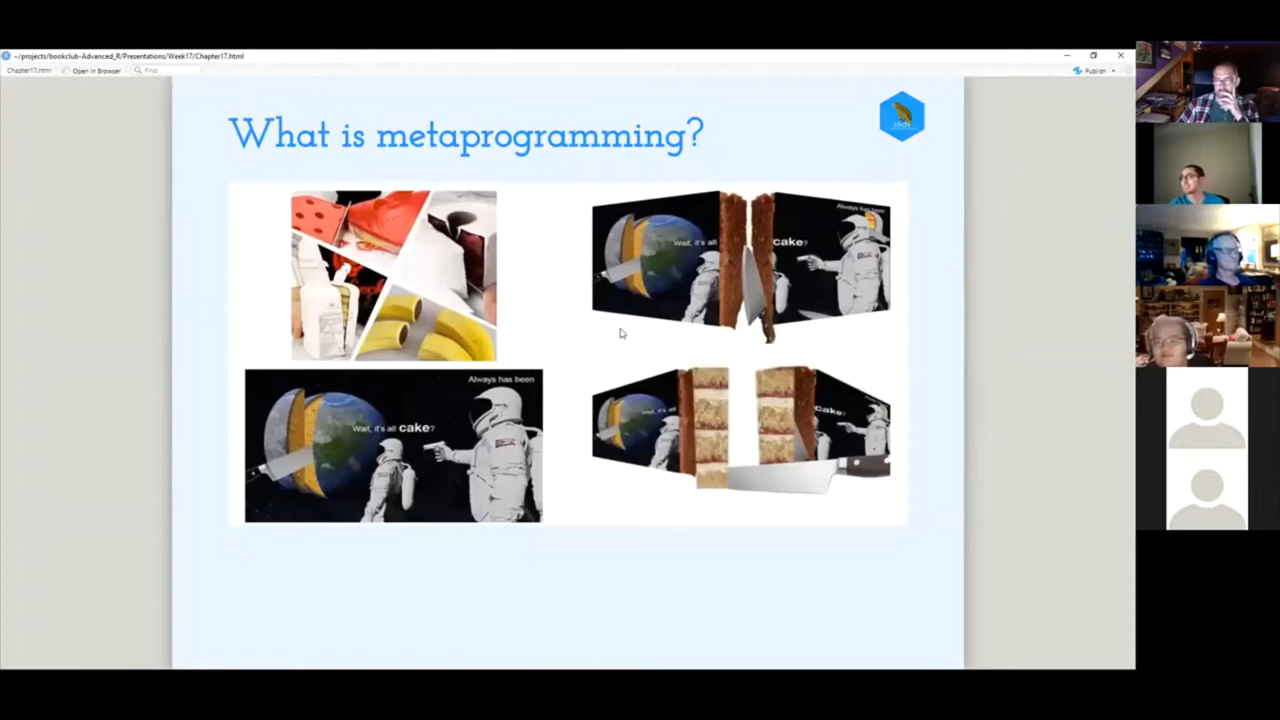 ~/projects/bookclub-Advanced_R/Presentations/Week17/Chapter17.html
Chapter17.html
Open in Browser
Find
Publish
What is metaprogramming?
Wait, it's all
cake?
Always has been
Wait, it's all cake?
Always has been
Wait, it's all
cake?